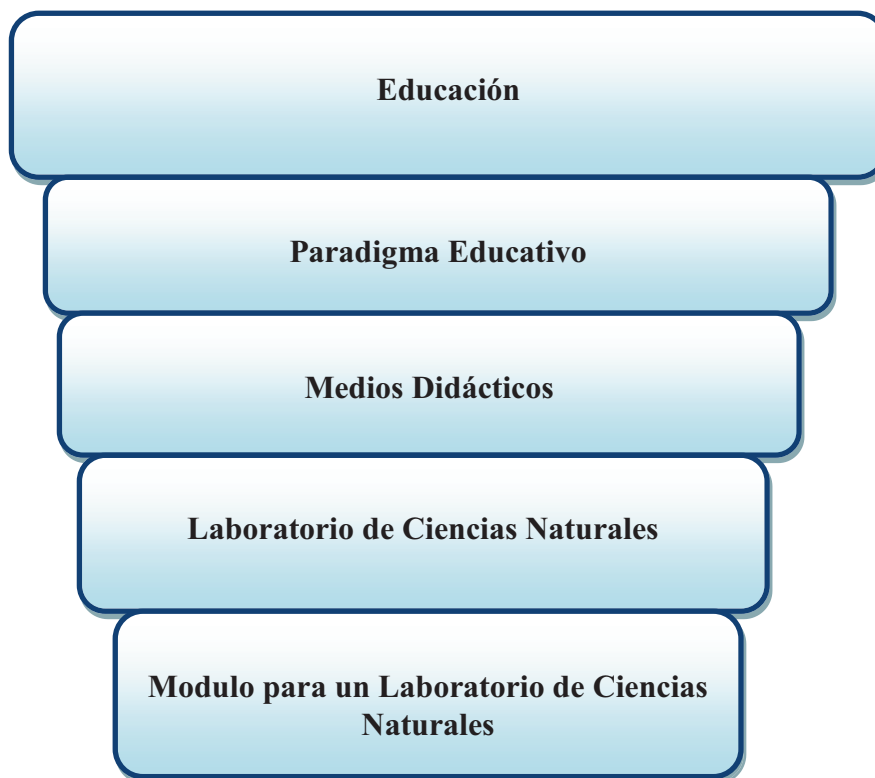 Educación
Paradigma Educativo
Medios Didácticos
Laboratorio de Ciencias Naturales
Modulo para un Laboratorio de Ciencias
Naturales